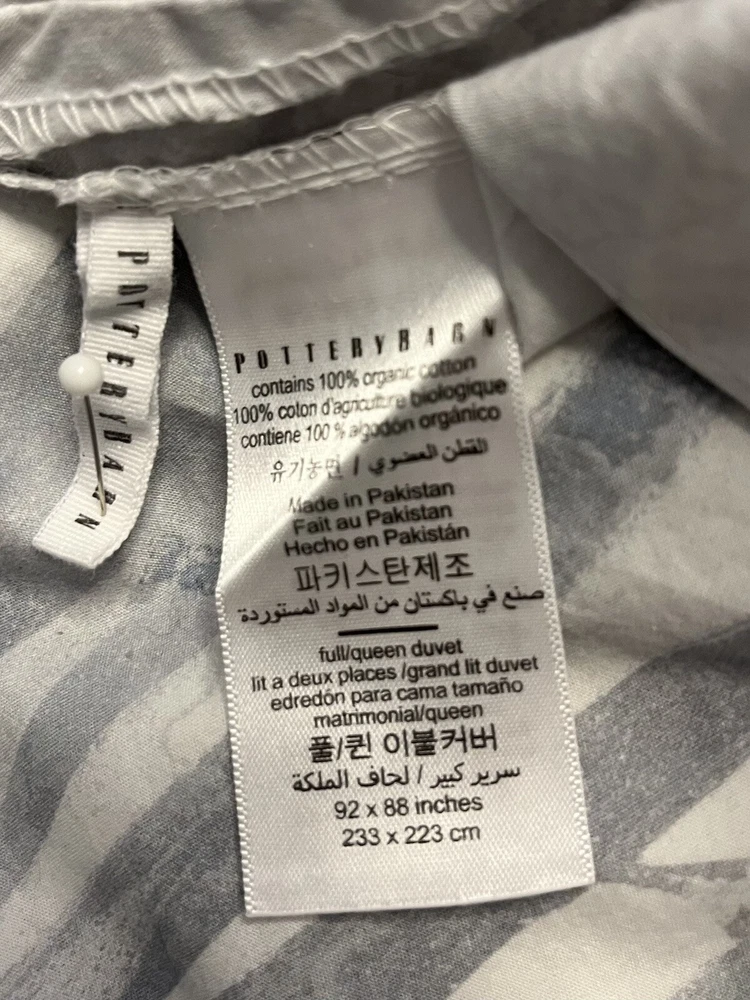 POTTERYBARN
POTTERYBARN
contains 100% organic cotton
100% coton d'agriculture biologique
contiene 100 % algodón orgánico
유기농면 / القطن العضوي
Made in Pakistan
Fait au Pakistan
Hecho en Pakistán
파키스탄제조
صنع في باكستان من المواد المستوردة
full/queen duvet
lit a deux places /grand lit duvet
edredón para cama tamaño
matrimonial/queen
풀/퀸 이불커버
سرير كبير / لحاف الملكة
92 x 88 inches
233 x 223 cm